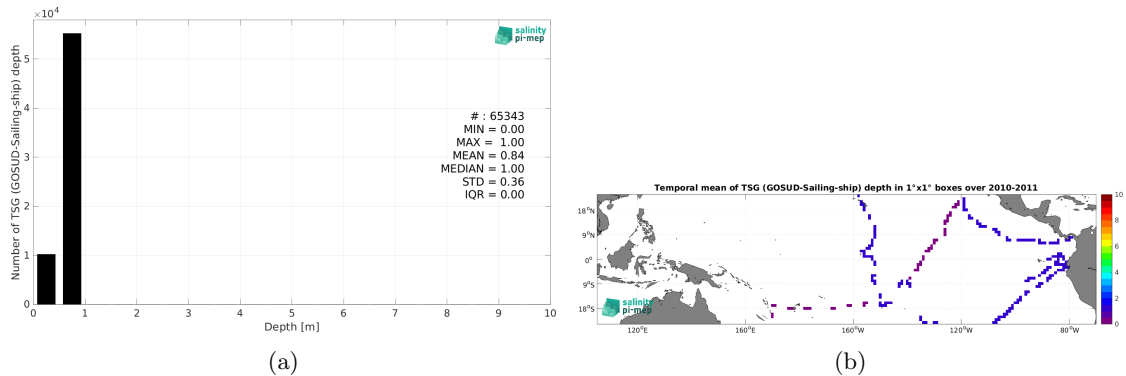 ×10⁴
salinity
pi-mep
Number of TSG (GOSUD-Sailing-ship) depth
5
4
3
2
1
0
# : 65343
MIN = 0.00
MAX = 1.00
MEAN = 0.84
MEDIAN = 1.00
STD = 0.36
IQR = 0.00
0 1 2 3 4 5 6 7 8 9 10
Depth [m]
(a)
Temporal mean of TSG (GOSUD-Sailing-ship) depth in 1°x1° boxes over 2010-2011
18°N
9°N
0°
9°S
18°S
salinity
pi-mep
120°E 160°E 160°W 120°W 80°W
10
8
6
4
2
0
(b)